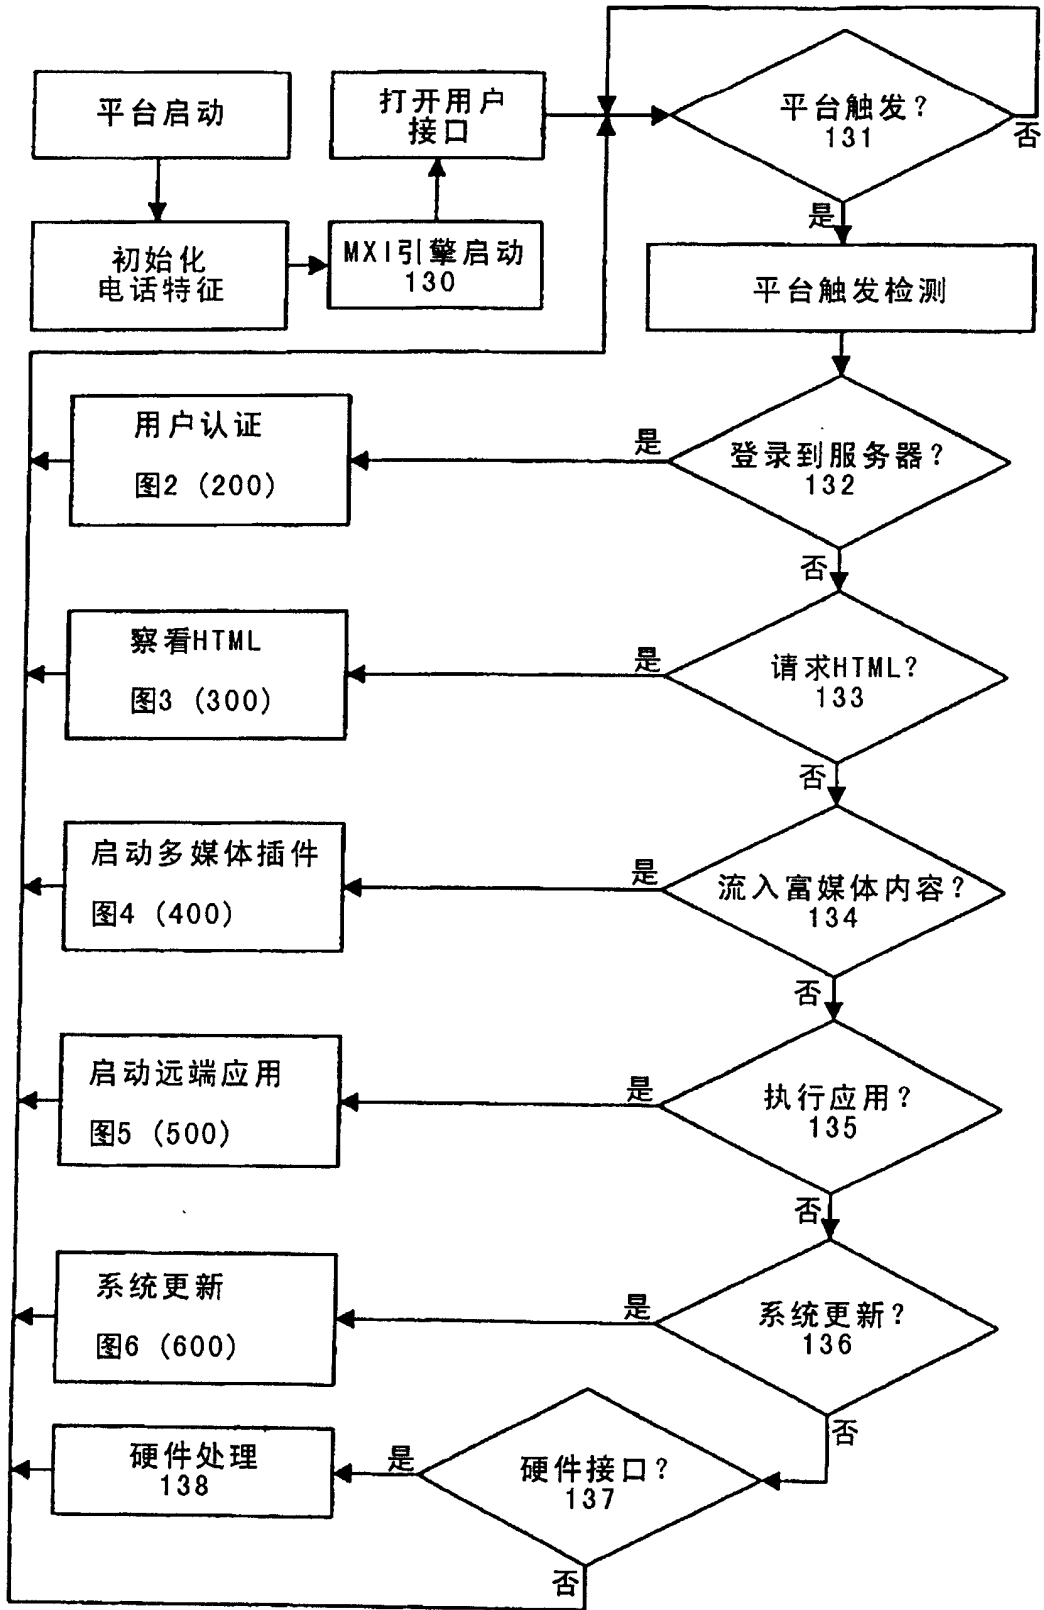 平台启动
初始化
电话特征
打开用户
接口
MXI引擎启动
130
平台触发？
131
否
是
平台触发检测
登录到服务器？
132
是
用户认证
图2 (200)
否
请求HTML？
133
是
察看HTML
图3 (300)
否
流入富媒体内容？
134
是
启动多媒体插件
图4 (400)
否
执行应用？
135
是
启动远端应用
图5 (500)
否
系统更新？
136
是
系统更新
图6 (600)
否
硬件接口？
137
是
硬件处理
138
否